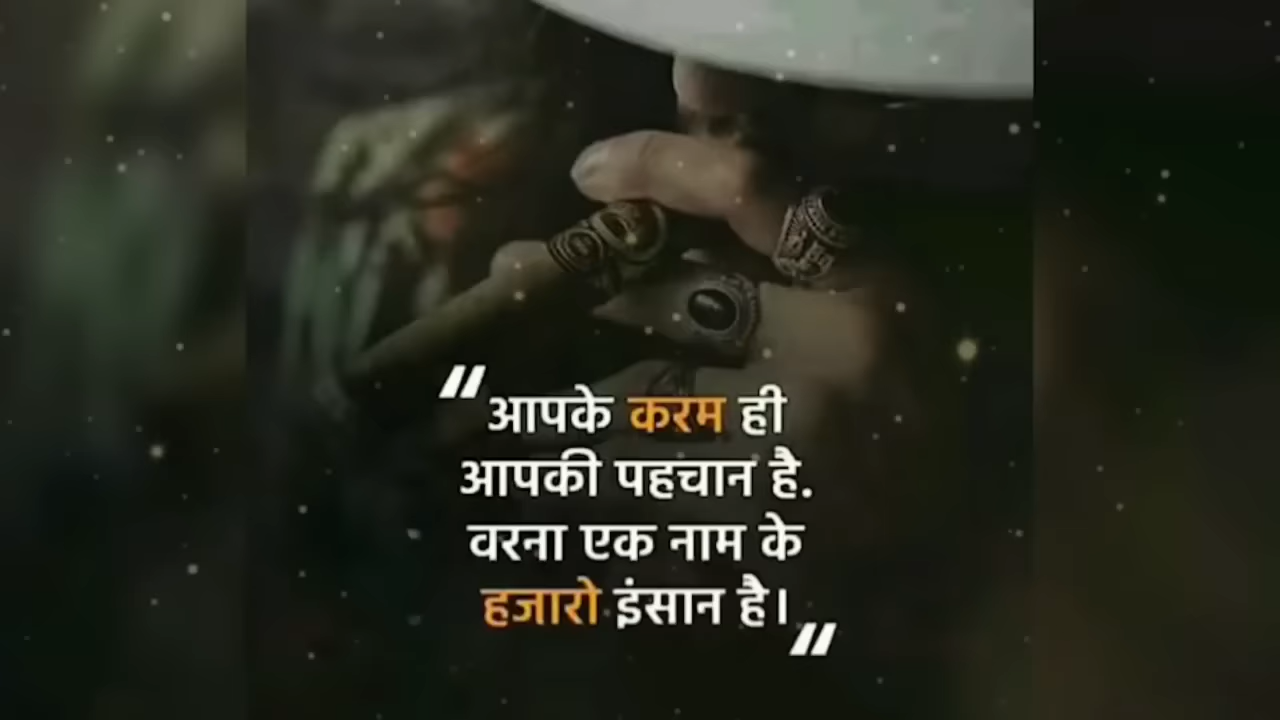 "आपके करम ही
आपकी पहचान है.
वरना एक नाम के
हजारो इंसान है।"